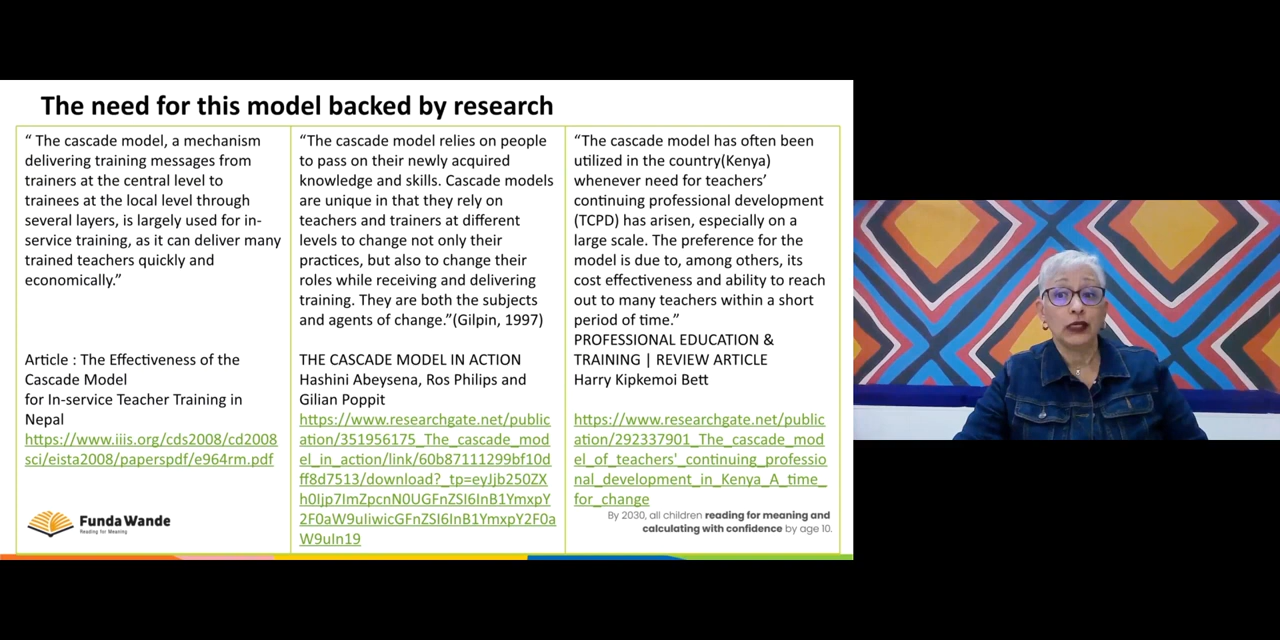 The need for this model backed by research
“ The cascade model, a mechanism
delivering training messages from
trainers at the central level to
trainees at the local level through
several layers, is largely used for in-
service training, as it can deliver many
trained teachers quickly and
economically.”
Article : The Effectiveness of the
Cascade Model
for In-service Teacher Training in
Nepal
https://www.iiis.org/cds2008/cd2008
sci/eista2008/paperspdf/e964rm.pdf
“The cascade model relies on people
to pass on their newly acquired
knowledge and skills. Cascade models
are unique in that they rely on
teachers and trainers at different
levels to change not only their
practices, but also to change their
roles while receiving and delivering
training. They are both the subjects
and agents of change.”(Gilpin, 1997)
THE CASCADE MODEL IN ACTION
Hashini Abeysena, Ros Philips and
Gilian Poppit
https://www.researchgate.net/public
ation/351956175_The_cascade_mod
el_in_action/link/60b87111299bf10d
ff8d7513/download?_tp=eyJjb250ZX
h0Ijp7ImZpcnN0UGFnZSI6InB1YmxpY
2F0aW9uIiwicGFnZSI6InB1YmxpY2F0a
W9uIn19
“The cascade model has often been
utilized in the country(Kenya)
whenever need for teachers’
continuing professional development
(TCPD) has arisen, especially on a
large scale. The preference for the
model is due to, among others, its
cost effectiveness and ability to reach
out to many teachers within a short
period of time.”
PROFESSIONAL EDUCATION &
TRAINING | REVIEW ARTICLE
Harry Kipkemoi Bett
https://www.researchgate.net/public
ation/292337901_The_cascade_mod
el_of_teachers'_continuing_professio
nal_development_in_Kenya_A_time_
for_change
Funda Wande
Reading for Meaning
By 2030, all children reading for meaning and
calculating with confidence by age 10.